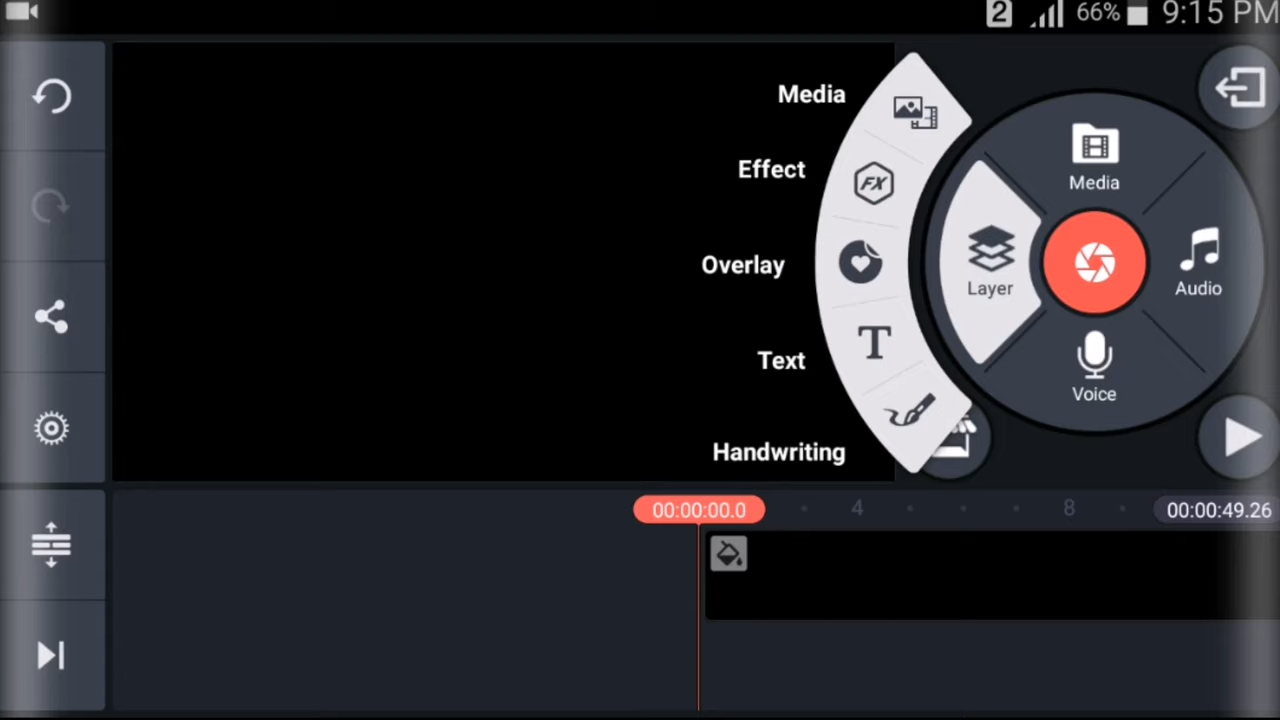 2 66% 9:15 PM
Media
Effect
Overlay
Text
Handwriting
FX
T
Media
Layer
Audio
Voice
00:00:00.0
4
8
00:00:49.26